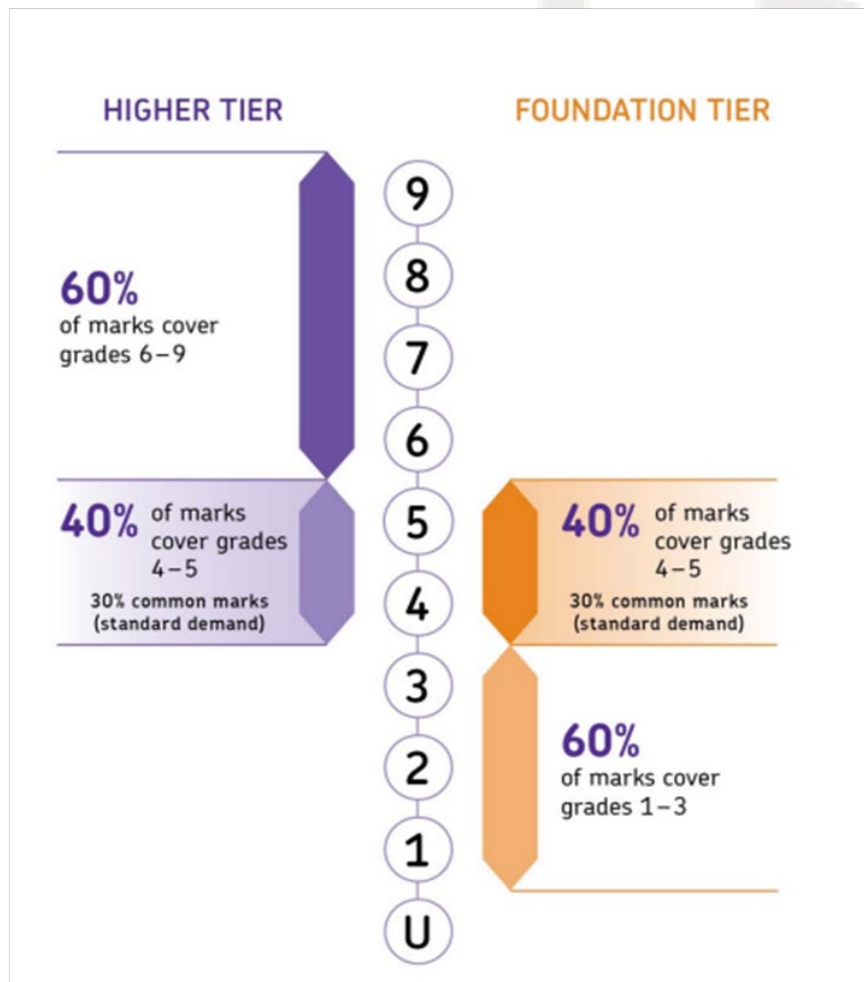 HIGHER TIER
FOUNDATION TIER
60%
of marks cover
grades 6–9
40% of marks
cover grades
4–5
30% common marks
(standard demand)
9
8
7
6
5
4
3
2
1
U
40% of marks
cover grades
4–5
30% common marks
(standard demand)
60%
of marks cover
grades 1–3